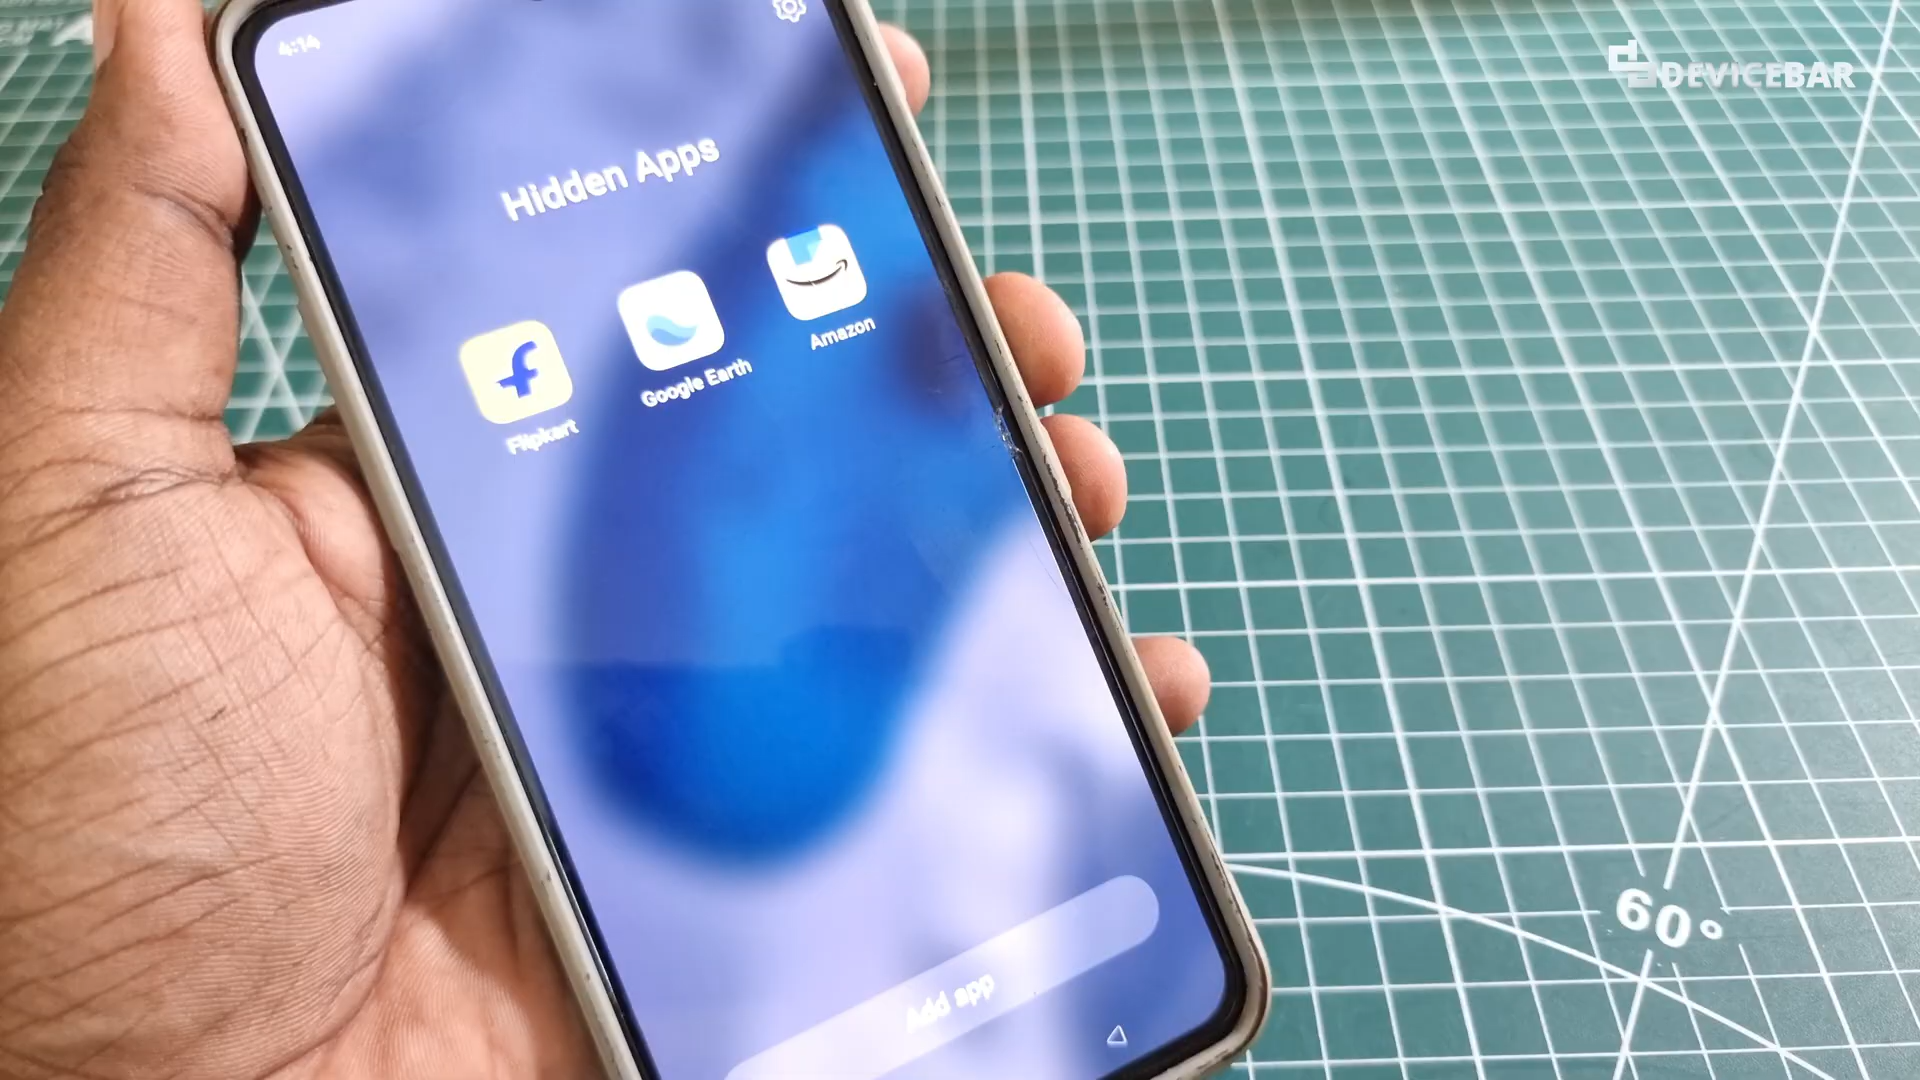 4:14
DEVICEBAR
Hidden Apps
Flipkart
Google Earth
Amazon
Add app
60°